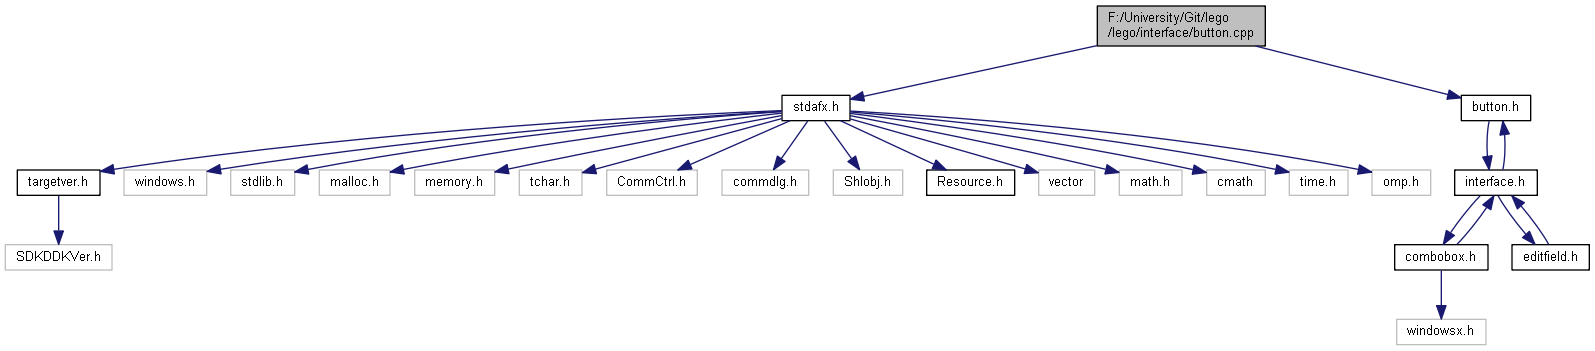 F:/University/Git/lego
/lego/interface/button.cpp
stdafx.h
button.h
targetver.h
windows.h
stdlib.h
malloc.h
memory.h
tchar.h
CommCtrl.h
commdlg.h
Shlobj.h
Resource.h
vector
math.h
cmath
time.h
omp.h
interface.h
SDKDDKVer.h
combobox.h
editfield.h
windowsx.h